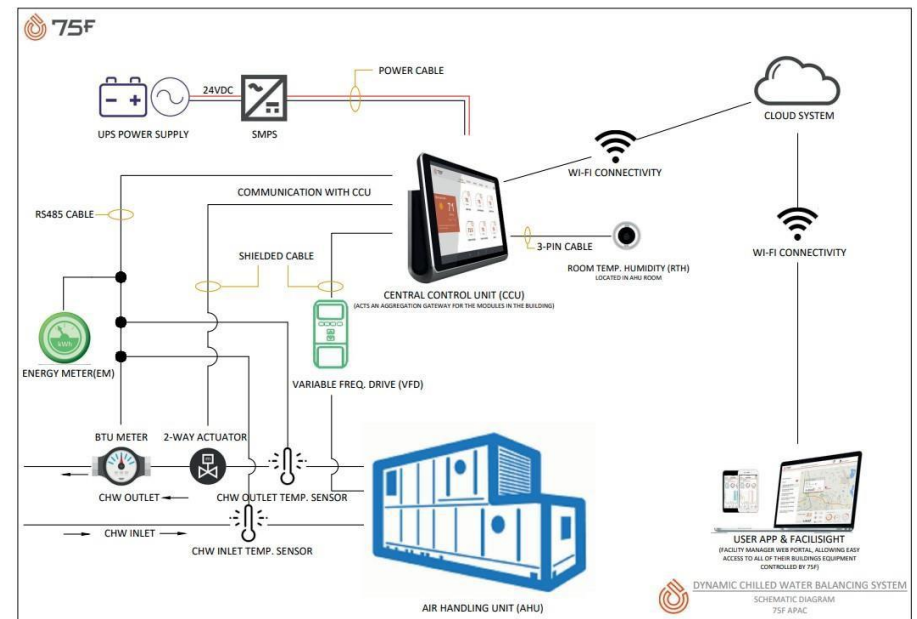 75F
POWER CABLE
24VDC
UPS POWER SUPPLY
SMPS
CLOUD SYSTEM
WI-FI CONNECTIVITY
COMMUNICATION WITH CCU
RS485 CABLE
3-PIN CABLE
SHIELDED CABLE
WI-FI CONNECTIVITY
ROOM TEMP. HUMIDITY (RTH)
LOCATED IN AHU ROOM
CENTRAL CONTROL UNIT (CCU)
(ACTS AN AGGREGATION GATEWAY FOR THE MODULES IN THE BUILDING)
kWh
ENERGY METER(EM)
VARIABLE FREQ. DRIVE (VFD)
BTU METER
2-WAY ACTUATOR
CHW OUTLET
CHW OUTLET TEMP. SENSOR
CHW INLET
CHW INLET TEMP. SENSOR
AIR HANDLING UNIT (AHU)
USER APP & FACILISIGHT
(FACILITY MANAGER WEB PORTAL, ALLOWING EASY
ACCESS TO ALL OF THEIR BUILDINGS EQUIPMENT
CONTROLLED BY 75F)
DYNAMIC CHILLED WATER BALANCING SYSTEM
SCHEMATIC DIAGRAM
75F APAC